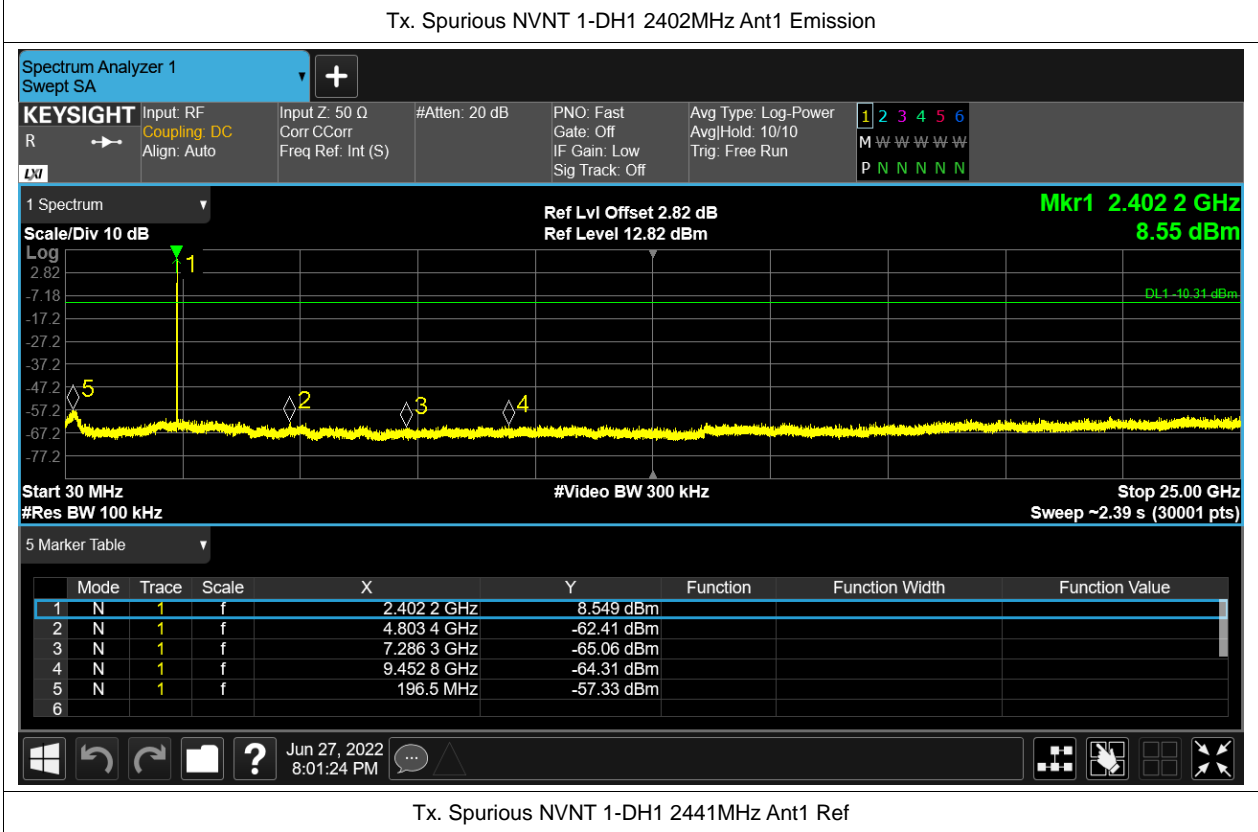 Tx. Spurious NVNT 1-DH1 2402MHz Ant1 Emission
Spectrum Analyzer 1
Swept SA
KEYSIGHT
R
LXI
Input: RF
Coupling: DC
Align: Auto
Input Z: 50 Ω
Corr CCorr
Freq Ref: Int (S)
#Atten: 20 dB
PNO: Fast
Gate: Off
IF Gain: Low
Sig Track: Off
Avg Type: Log-Power
Avg|Hold: 10/10
Trig: Free Run
1 2 3 4 5 6
M W W W W W
P N N N N N
1 Spectrum
Scale/Div 10 dB
Ref Lvl Offset 2.82 dB
Ref Level 12.82 dBm
Mkr1 2.402 2 GHz
8.55 dBm
Log
2.82
-7.18
-17.2
-27.2
-37.2
-47.2
-57.2
-67.2
-77.2
DL1 -10.31 dBm
1
5
2
3
4
Start 30 MHz
#Res BW 100 kHz
#Video BW 300 kHz
Stop 25.00 GHz
Sweep ~2.39 s (30001 pts)
5 Marker Table
Mode Trace Scale X Y Function Function Width Function Value
1 N 1 f 2.402 2 GHz 8.549 dBm
2 N 1 f 4.803 4 GHz -62.41 dBm
3 N 1 f 7.286 3 GHz -65.06 dBm
4 N 1 f 9.452 8 GHz -64.31 dBm
5 N 1 f 196.5 MHz -57.33 dBm
6
?
Jun 27, 2022
8:01:24 PM
Tx. Spurious NVNT 1-DH1 2441MHz Ant1 Ref